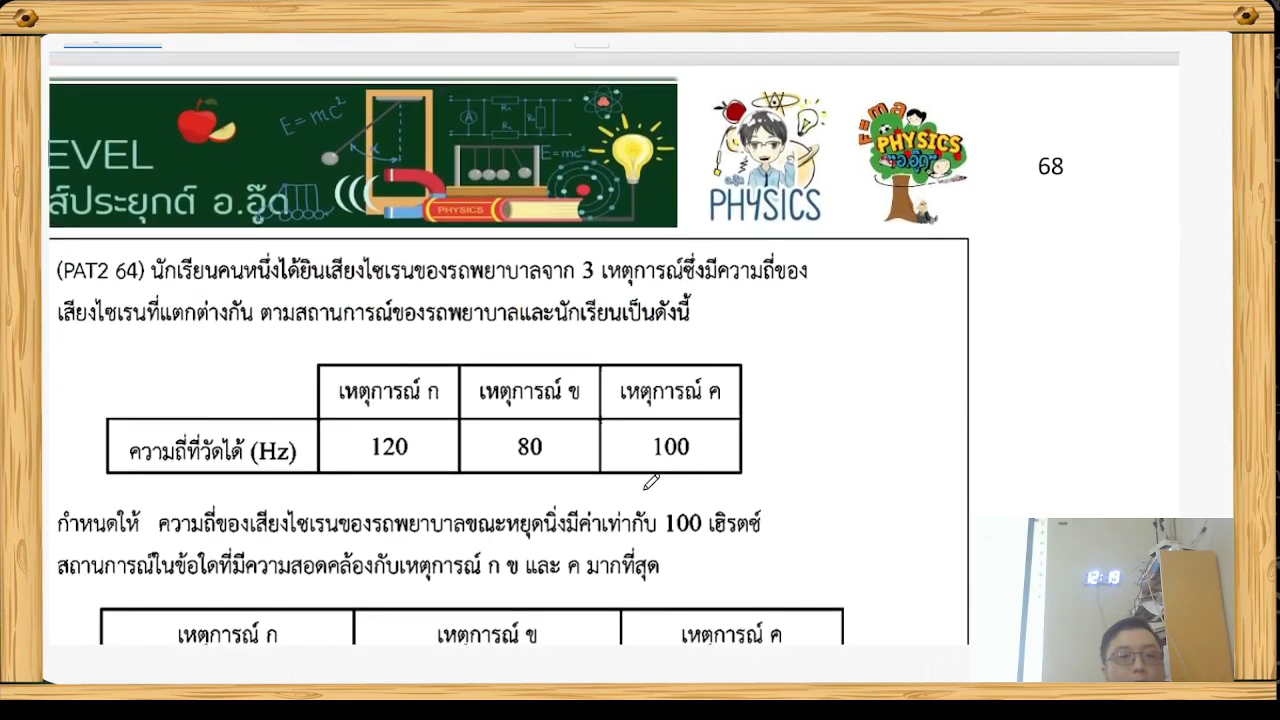 E=mc²
A
R₁
R₂
E=mc²
EVEL
ส์ประยุกต์ อ.อู๊ด
PHYSICS
อ.อู๊ด
PHYSICS
F=ma
PHYSICS
"อ.อู๊ด"
68
(PAT2 64) นักเรียนคนหนึ่งได้ยินเสียงไซเรนของรถพยาบาลจาก 3 เหตุการณ์ซึ่งมีความถี่ของ
เสียงไซเรนที่แตกต่างกัน ตามสถานการณ์ของรถพยาบาลและนักเรียนเป็นดังนี้
เหตุการณ์ ก เหตุการณ์ ข เหตุการณ์ ค
ความถี่ที่วัดได้ (Hz) 120 80 100
กำหนดให้ ความถี่ของเสียงไซเรนของรถพยาบาลขณะหยุดนิ่งมีค่าเท่ากับ 100 เฮิรตซ์
สถานการณ์ในข้อใดที่มีความสอดคล้องกับเหตุการณ์ ก ข และ ค มากที่สุด
เหตุการณ์ ก เหตุการณ์ ข เหตุการณ์ ค
12:19